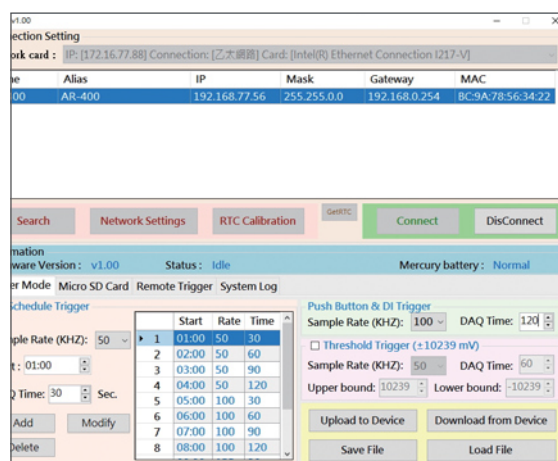 v1.00
ection Setting
ork card : IP: [172.16.77.88] Connection: [乙太網路] Card: [Intel(R) Ethernet Connection I217-V]
ne Alias IP Mask Gateway MAC
00 AR-400 192.168.77.56 255.255.0.0 192.168.0.254 BC:9A:78:56:34:22
Search Network Settings RTC Calibration GetRTC Connect DisConnect
mation
ware Version : v1.00 Status : Idle Mercury battery : Normal
er Mode Micro SD Card Remote Trigger System Log
Schedule Trigger
ple Rate (KHZ): 50
t : 01:00
Q Time: 30 Sec.
Add Modify
Delete
Start Rate Time
1 01:00 50 30
2 02:00 50 60
3 03:00 50 90
4 04:00 50 120
5 05:00 100 30
6 06:00 100 60
7 07:00 100 90
8 08:00 100 120
Push Button & DI Trigger
Sample Rate (KHZ): 100 DAQ Time: 120
Threshold Trigger (±10239 mV)
Sample Rate (KHZ): 50 DAQ Time: 60
Upper bound: 10239 Lower bound: -10239
Upload to Device Download from Device
Save File Load File